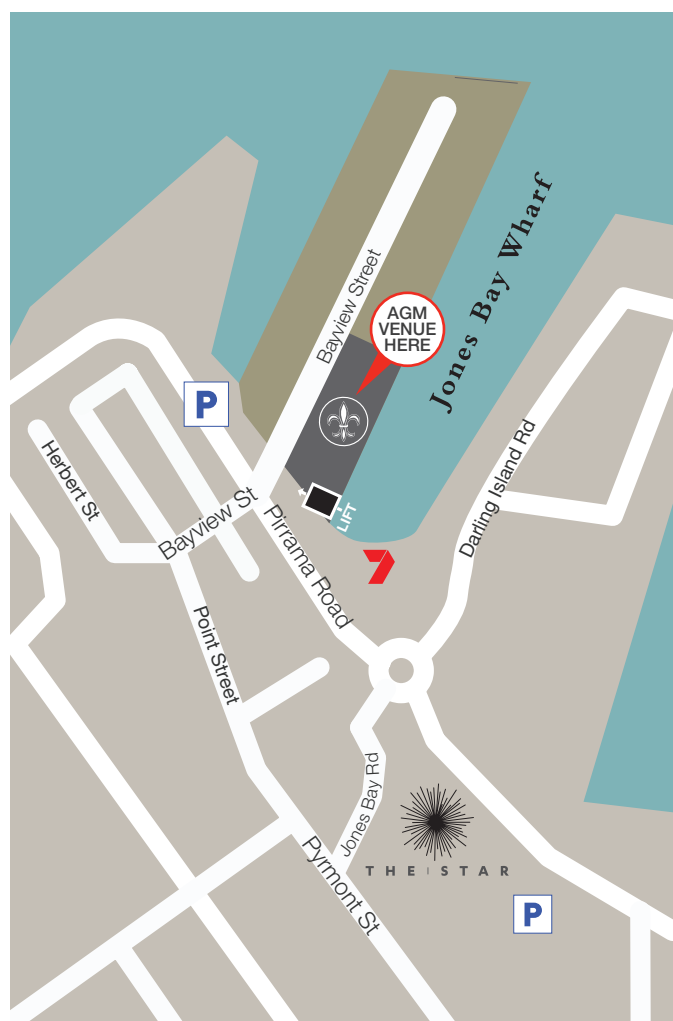 Bayview Street
AGM
VENUE
HERE
Jones Bay Wharf
P
Herbert St
Bayview St
LIFT
Darling Island Rd
Pirrama Road
7
Point Street
Jones Bay Rd
THE STAR
Pyrmont St
P